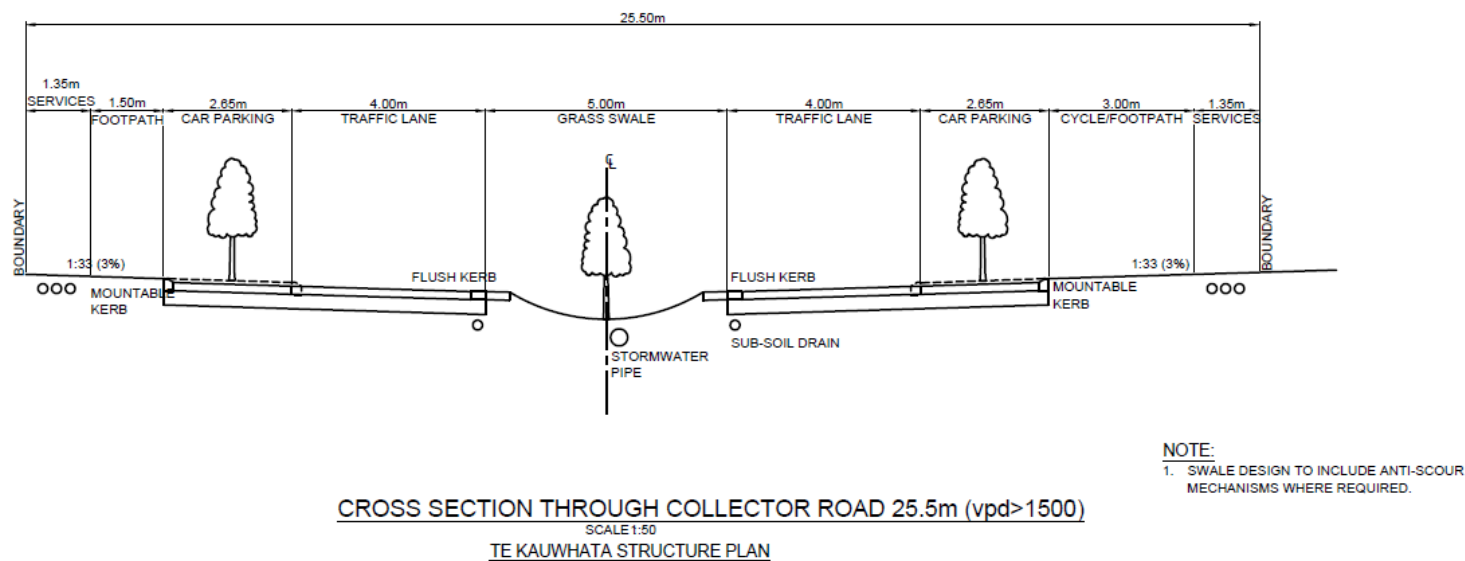 25.50m
1.35m
SERVICES
1.50m
FOOTPATH
2.65m
CAR PARKING
4.00m
TRAFFIC LANE
5.00m
GRASS SWALE
4.00m
TRAFFIC LANE
2.65m
CAR PARKING
3.00m
CYCLE/FOOTPATH
1.35m
SERVICES
℄
BOUNDARY
BOUNDARY
1:33 (3%)
MOUNTABLE
KERB
FLUSH KERB
FLUSH KERB
1:33 (3%)
MOUNTABLE
KERB
STORMWATER
PIPE
SUB-SOIL DRAIN
NOTE:
1. SWALE DESIGN TO INCLUDE ANTI-SCOUR
MECHANISMS WHERE REQUIRED.
CROSS SECTION THROUGH COLLECTOR ROAD 25.5m (vpd>1500)
SCALE1:50
TE KAUWHATA STRUCTURE PLAN